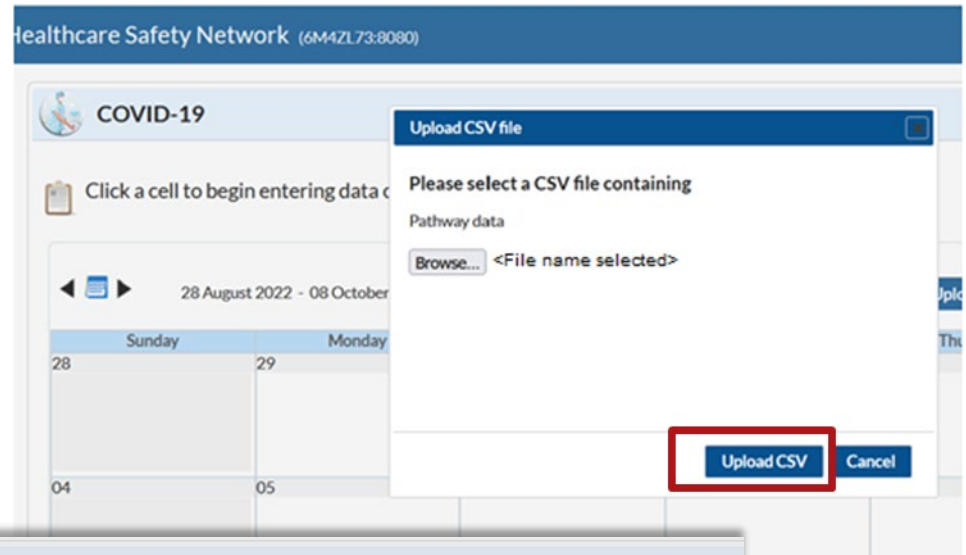 Healthcare Safety Network (6M4ZL73:8080)
COVID-19
Upload CSV file
Click a cell to begin entering data
Please select a CSV file containing
Pathway data
Browse... <File name selected>
28 August 2022 - 08 October
Sunday Monday
28 29
Upload CSV Cancel
04 05